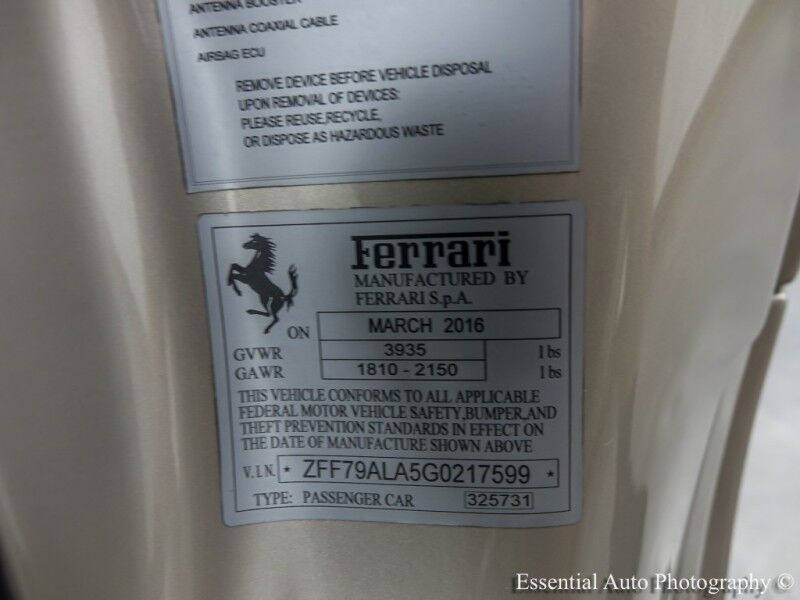 ANTENNA BOOSTER
ANTENNA COAXIAL CABLE
AIRBAG ECU
REMOVE DEVICE BEFORE VEHICLE DISPOSAL
UPON REMOVAL OF DEVICES:
PLEASE REUSE,RECYCLE,
OR DISPOSE AS HAZARDOUS WASTE
Ferrari
MANUFACTURED BY
FERRARI S.p.A.
ON MARCH 2016
GVWR 3935 lbs
GAWR 1810 - 2150 lbs
THIS VEHICLE CONFORMS TO ALL APPLICABLE
FEDERAL MOTOR VEHICLE SAFETY,BUMPER,AND
THEFT PREVENTION STANDARDS IN EFFECT ON
THE DATE OF MANUFACTURE SHOWN ABOVE
V.I.N. * ZFF79ALA5G0217599 *
TYPE: PASSENGER CAR 325731
Essential Auto Photography ©